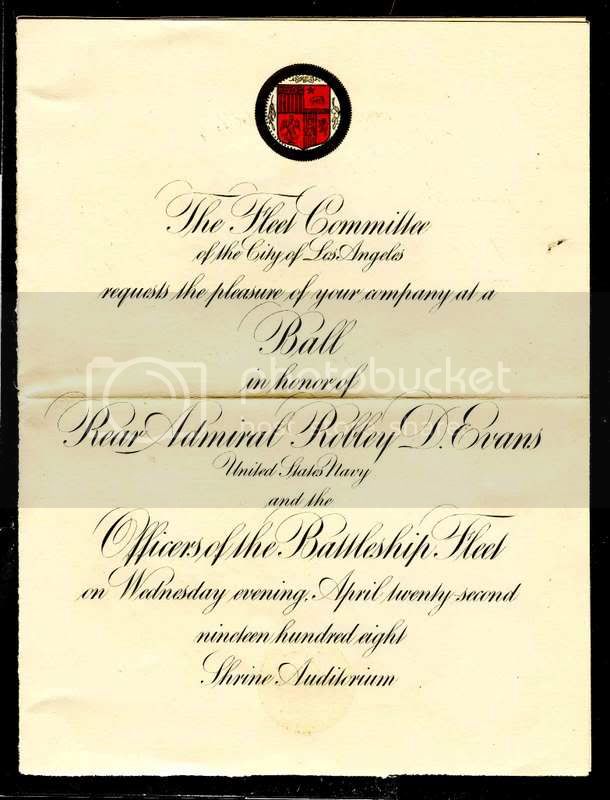 The Fleet Committee
of the City of Los Angeles
requests the pleasure of your company at a
Ball
in honor of
Rear Admiral Robley D. Evans
United States Navy
and the
Officers of the Battleship Fleet
on Wednesday evening, April twenty-second
nineteen hundred eight
Shrine Auditorium
photobucket